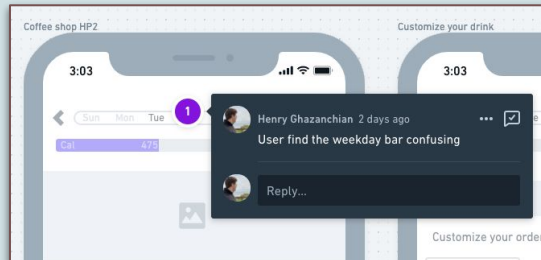 Coffee shop HP2
Customize your drink
3:03
3:03
Sun Mon Tue
1
Henry Ghazanchian 2 days ago
User find the weekday bar confusing
Cal 475
Reply...
Customize your order